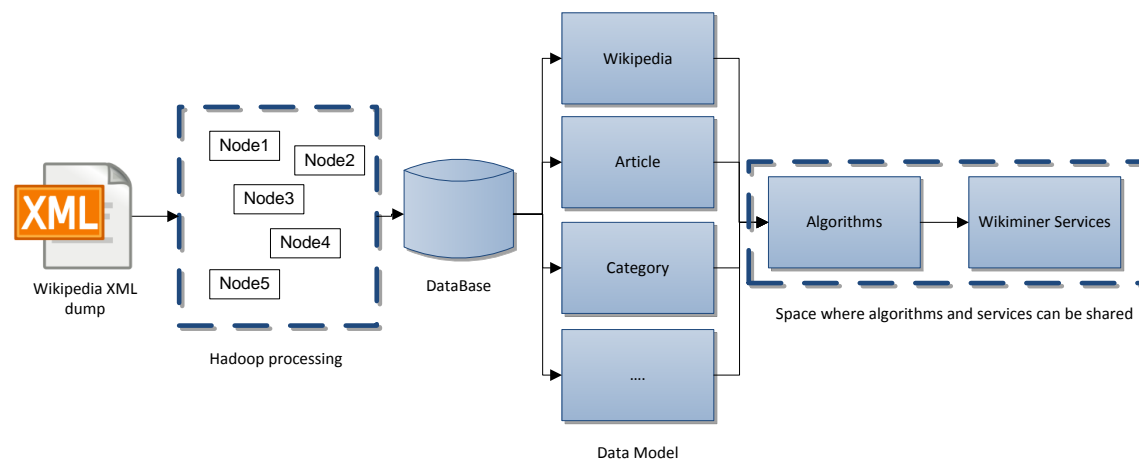 XML
Wikipedia XML
dump
Node1
Node2
Node3
Node4
Node5
Hadoop processing
DataBase
Wikipedia
Article
Category
....
Data Model
Algorithms
Wikiminer Services
Space where algorithms and services can be shared